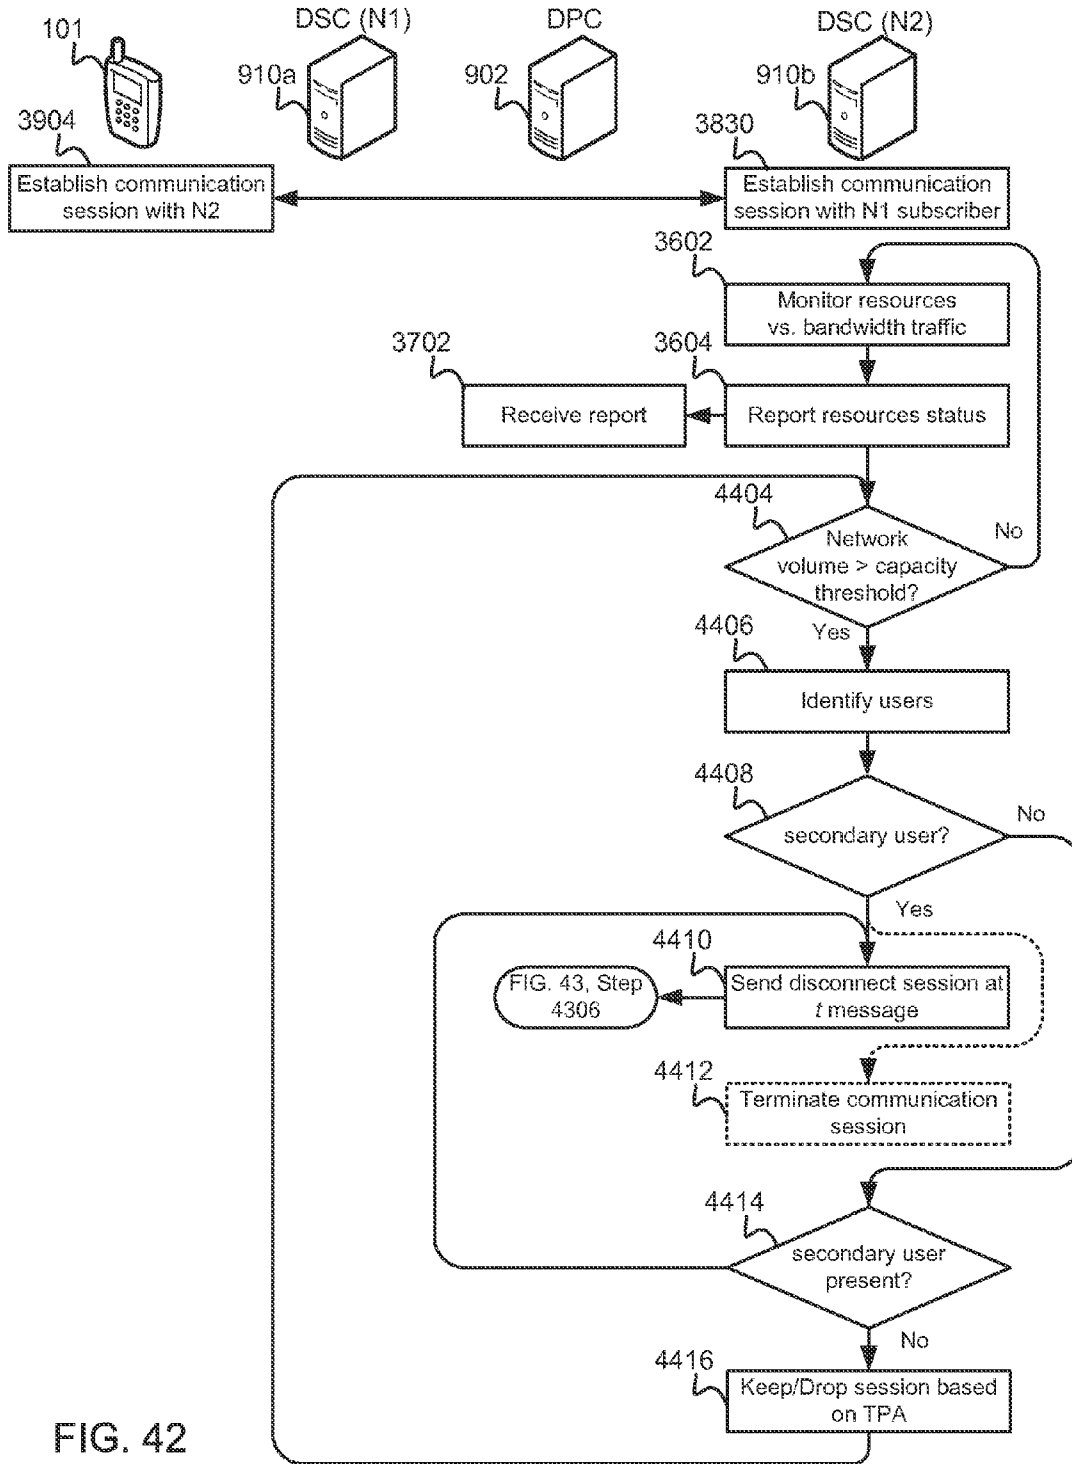 DSC (N1)
DPC
DSC (N2)
101
910a
902
910b
3904
3830
Establish communication
session with N2
Establish communication
session with N1 subscriber
3602
Monitor resources
vs. bandwidth traffic
3702
3604
Receive report
Report resources status
4404
Network
volume > capacity
threshold?
No
Yes
4406
Identify users
4408
secondary user?
No
Yes
4410
FIG. 43, Step
4306
Send disconnect session at
t message
4412
Terminate communication
session
4414
secondary user
present?
No
4416
Keep/Drop session based
on TPA
FIG. 42